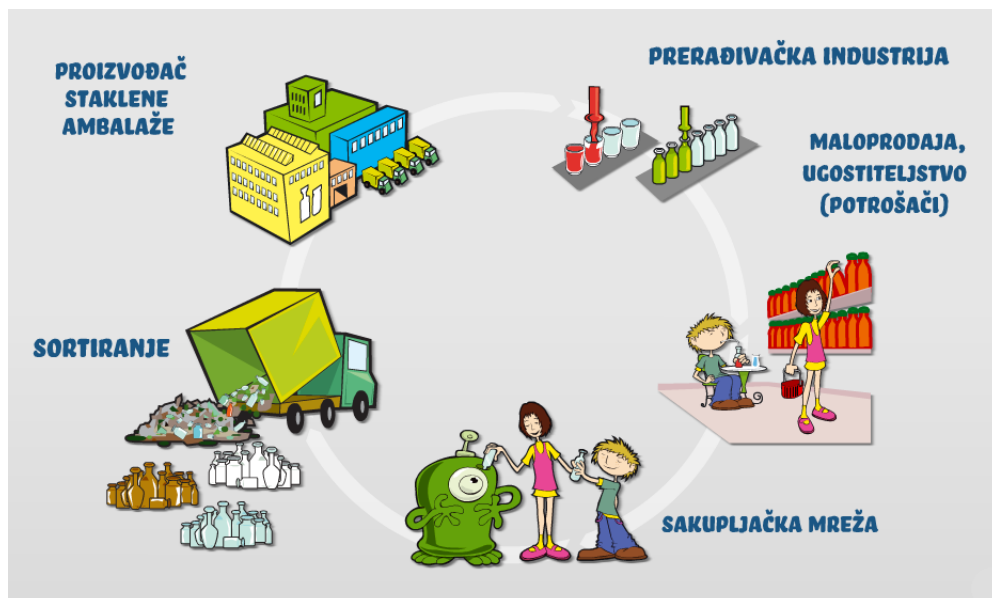 PROIZVOĐAČ
STAKLENE
AMBALAŽE
PRERAĐIVAČKA INDUSTRIJA
MALOPRODAJA,
UGOSTITELJSTVO
(POTROŠAČI)
SORTIRANJE
SAKUPLJAČKA MREŽA